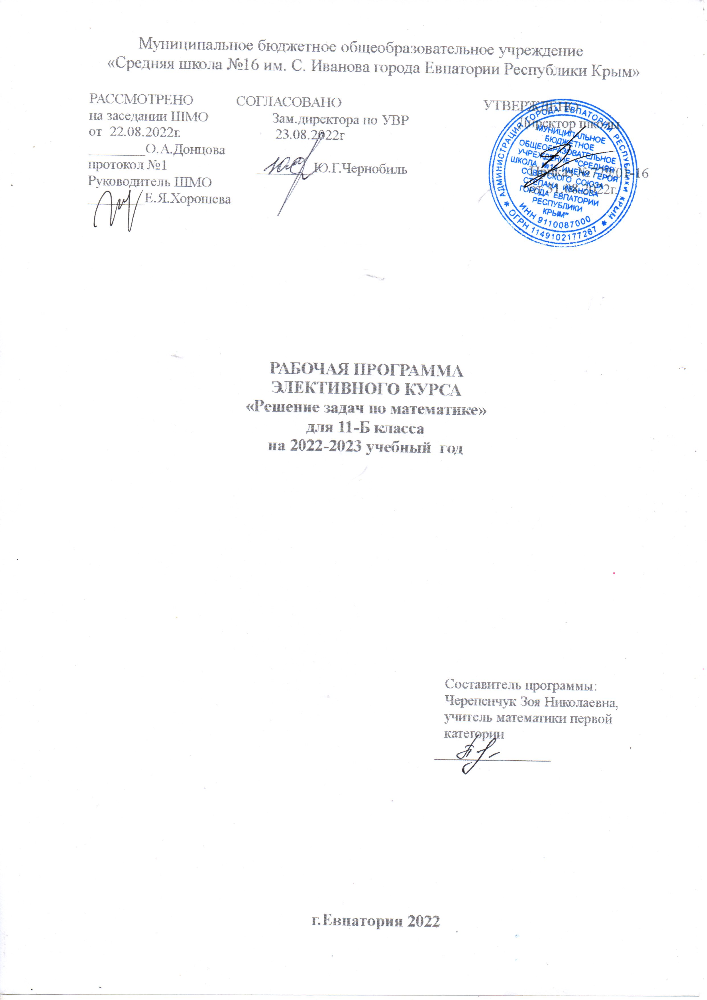 Муниципальное бюджетное общеобразовательное учреждение
«Средняя школа №16 им. С. Иванова города Евпатории Республики Крым»
РАССМОТРЕНО
на заседании ШМО
от 22.08.2022г.
________О.А.Донцова
протокол №1
Руководитель ШМО
________Е.Я.Хорошева
СОГЛАСОВАНО
Зам.директора по УВР
23.08.2022г
________Ю.Г.Чернобиль
УТВЕРЖДЕНО
Директор школы
Приказ № /01-16
от 31.08.2022г.
АДМИНИСТРАЦИЯ ГОРОДА ЕВПАТОРИИ РЕСПУБЛИКИ КРЫМ
ОГРН 1149102177267
МУНИЦИПАЛЬНОЕ
БЮДЖЕТНОЕ
ОБЩЕОБРАЗОВАТЕЛЬНОЕ
УЧРЕЖДЕНИЕ "СРЕДНЯЯ
ШКОЛА №16 ИМЕНИ ГЕРОЯ
СОВЕТСКОГО СОЮЗА
СТЕПАНА ИВАНОВА
ГОРОДА ЕВПАТОРИИ
РЕСПУБЛИКИ
КРЫМ"
ИНН 9110087000
РАБОЧАЯ ПРОГРАММА
ЭЛЕКТИВНОГО КУРСА
«Решение задач по математике»
для 11-Б класса
на 2022-2023 учебный год
Составитель программы:
Черепенчук Зоя Николаевна,
учитель математики первой
категории
г.Евпатория 2022